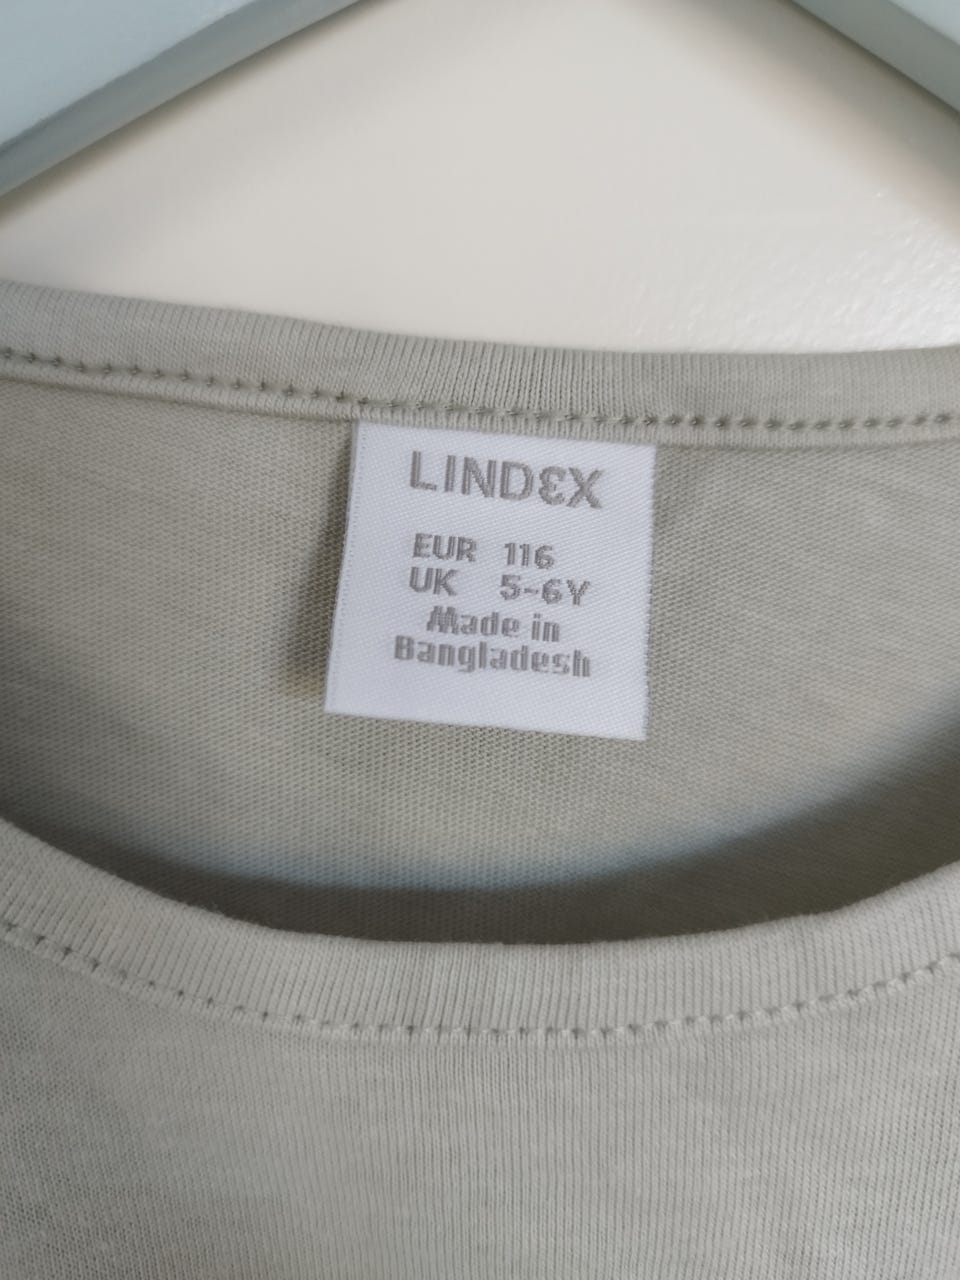 LINDEX
EUR 116
UK 5-6Y
Made in
Bangladesh